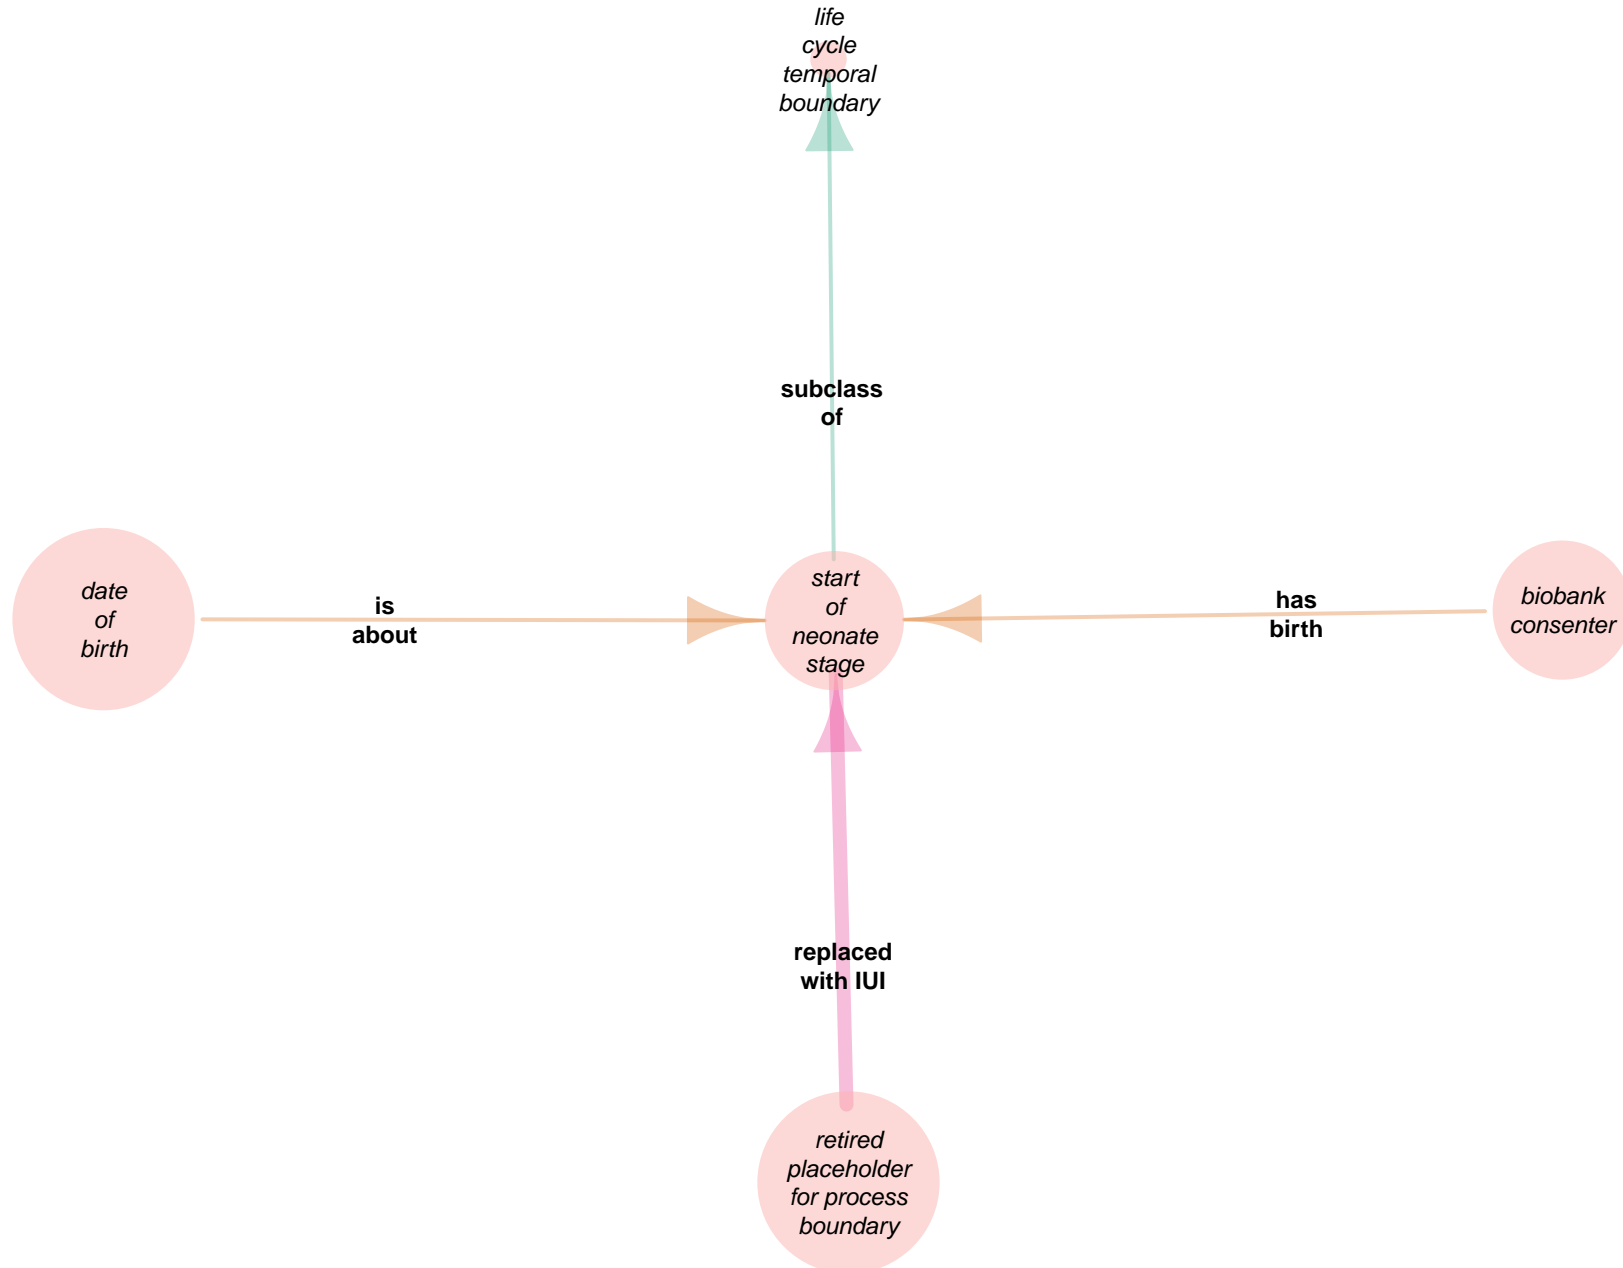 life
cycle
temporal
boundary
subclass
of
date
of
birth
is
about
start
of
neonate
stage
has
birth
biobank
consenter
replaced
with IUI
retired
placeholder
for process
boundary